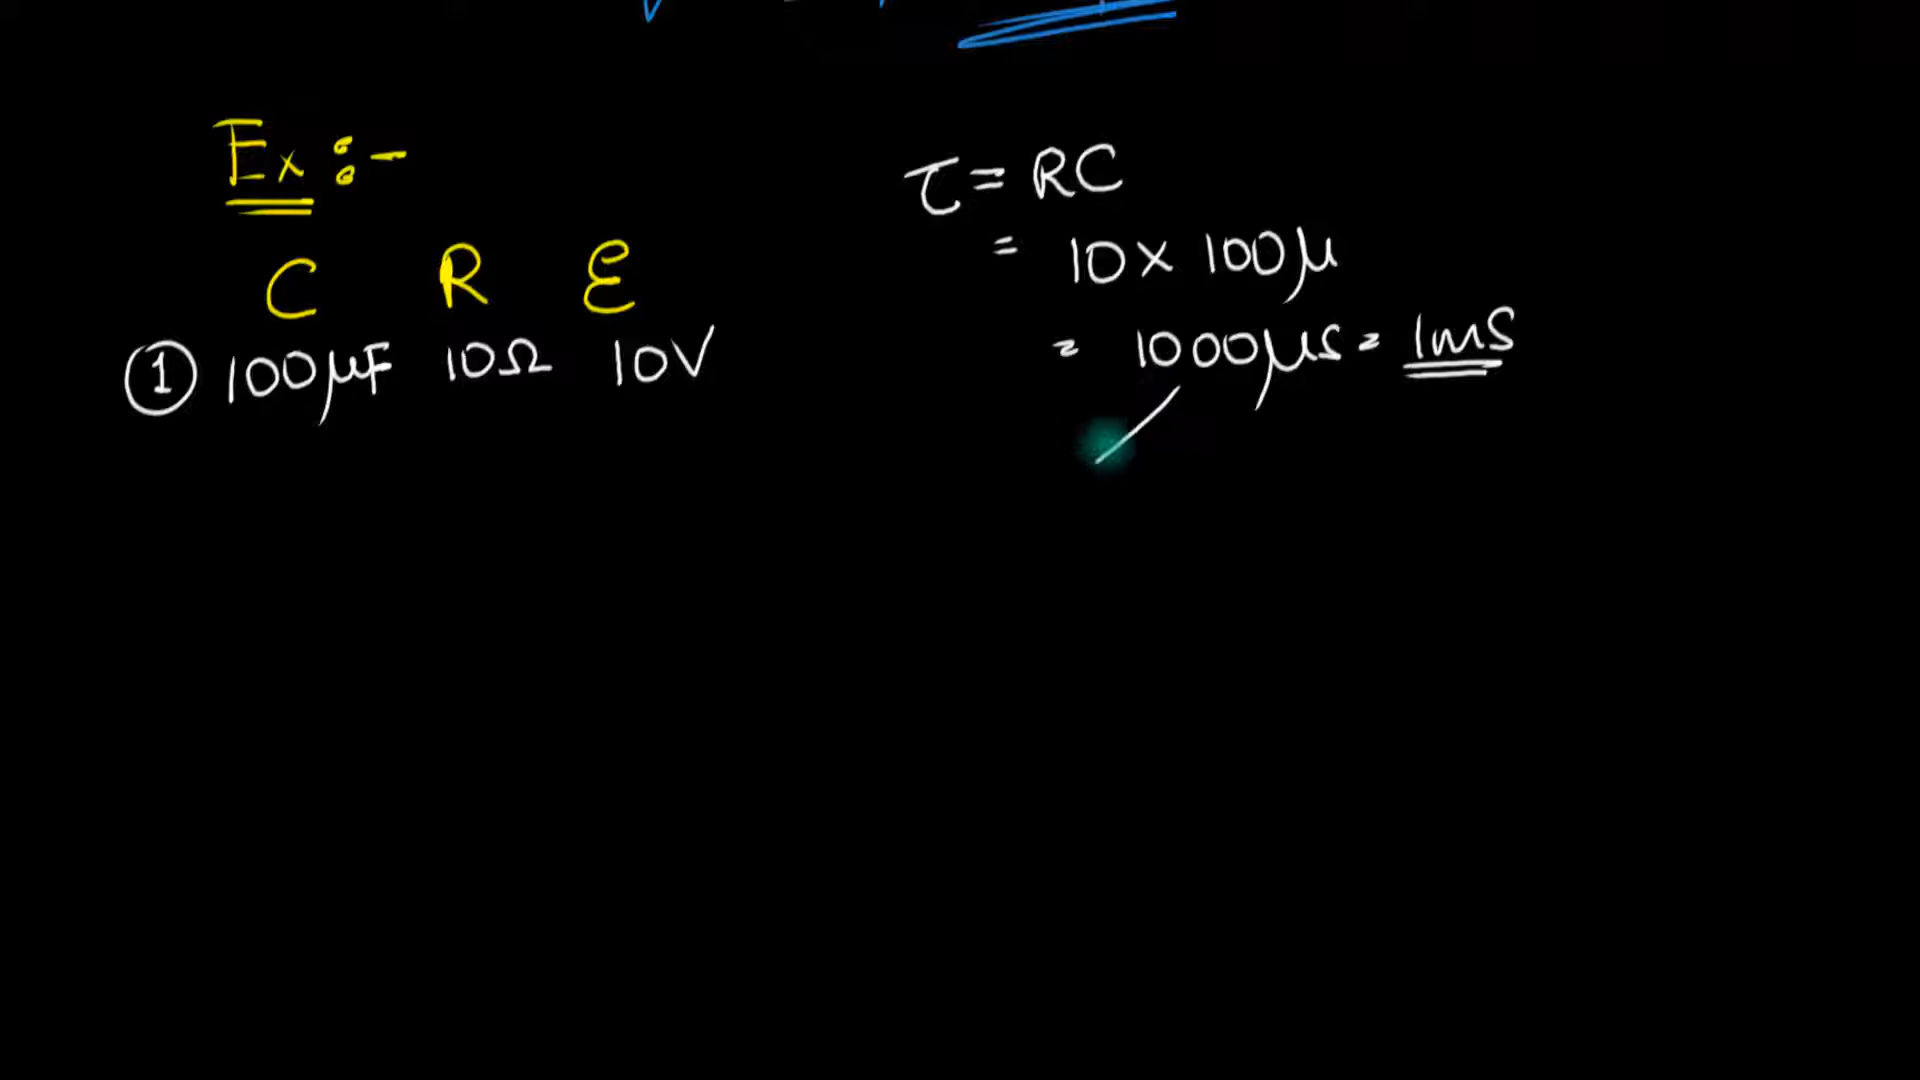 Ex :-
C R ε
① 100μF 10Ω 10V
τ = RC
= 10 × 100μ
= 1000μs = 1mS